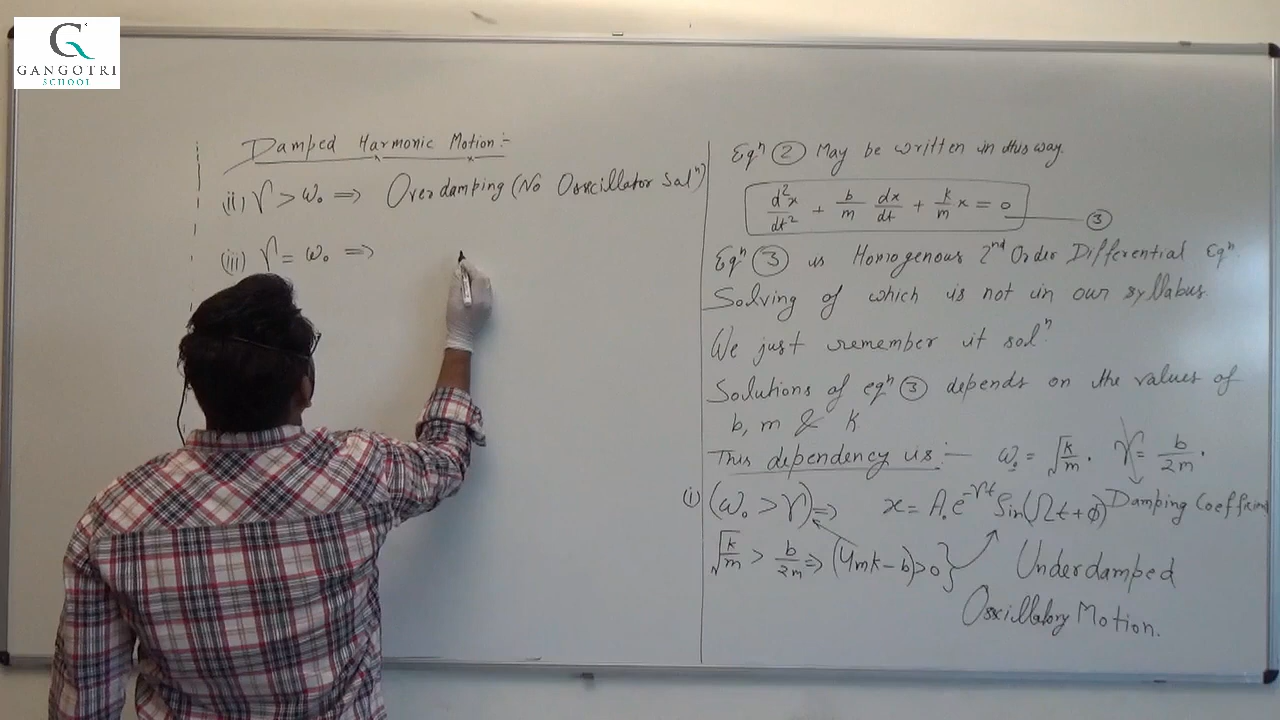 GANGOTRI
SCHOOL
Damped Harmonic Motion:-
(ii) γ > ω₀ ⇒ Overdamping (No Osscillator Solⁿ)
(iii) γ = ω₀ ⇒
Eqⁿ ② May be written in this way.
d²x/dt² + b/m dx/dt + k/m x = 0 — ③
Eqⁿ ③ is Homogenous 2nd Order Differential Eqⁿ.
Solving of which is not in our syllabus.
We just remember it solⁿ.
Solutions of eqⁿ ③ depends on the values of
b, m & k
This dependency is:- ω₀ = √k/m . γ = b/2m .
(i) (ω₀ > γ) ⇒ x = A₀e^-γt Sin(Ωt + φ) Damping Coefficient
√k/m > b/2m ⇒ (4mk - b) > 0} Underdamped
Osscillatory Motion.